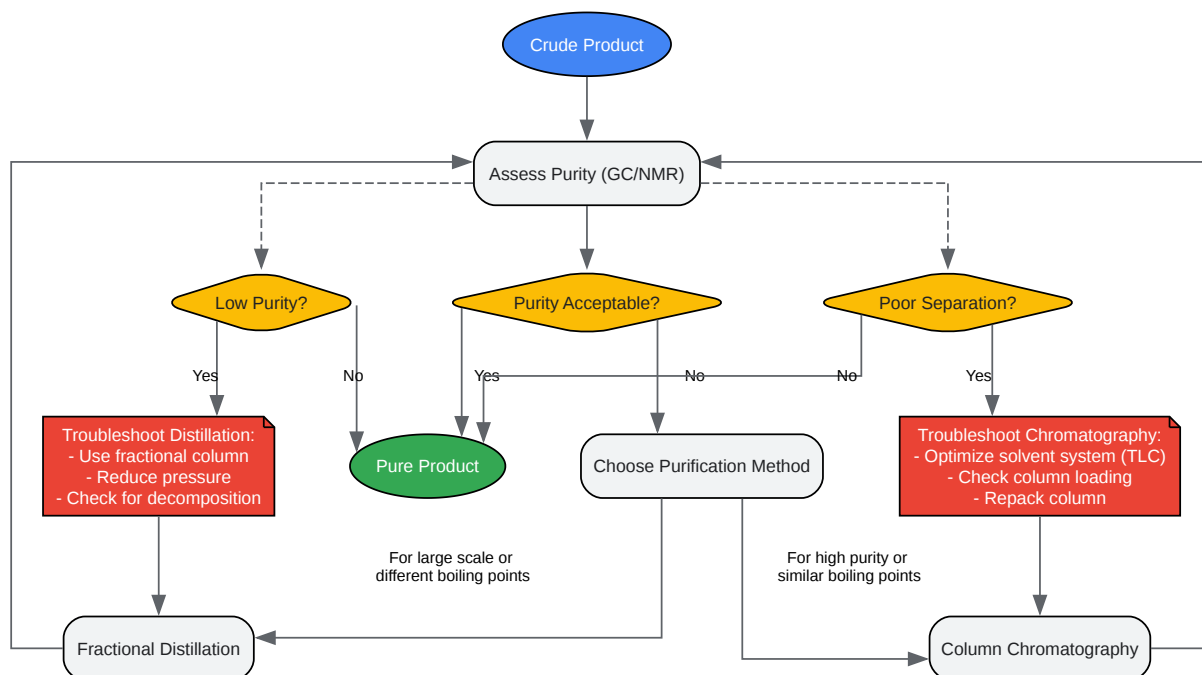 Crude Product
Assess Purity (GC/NMR)
Low Purity?
Purity Acceptable?
Poor Separation?
Yes
No
Yes
No
No
Yes
Troubleshoot Distillation:
- Use fractional column
- Reduce pressure
- Check for decomposition
Pure Product
Choose Purification Method
Troubleshoot Chromatography:
- Optimize solvent system (TLC)
- Check column loading
- Repack column
For large scale or
different boiling points
For high purity or
similar boiling points
Fractional Distillation
Column Chromatography